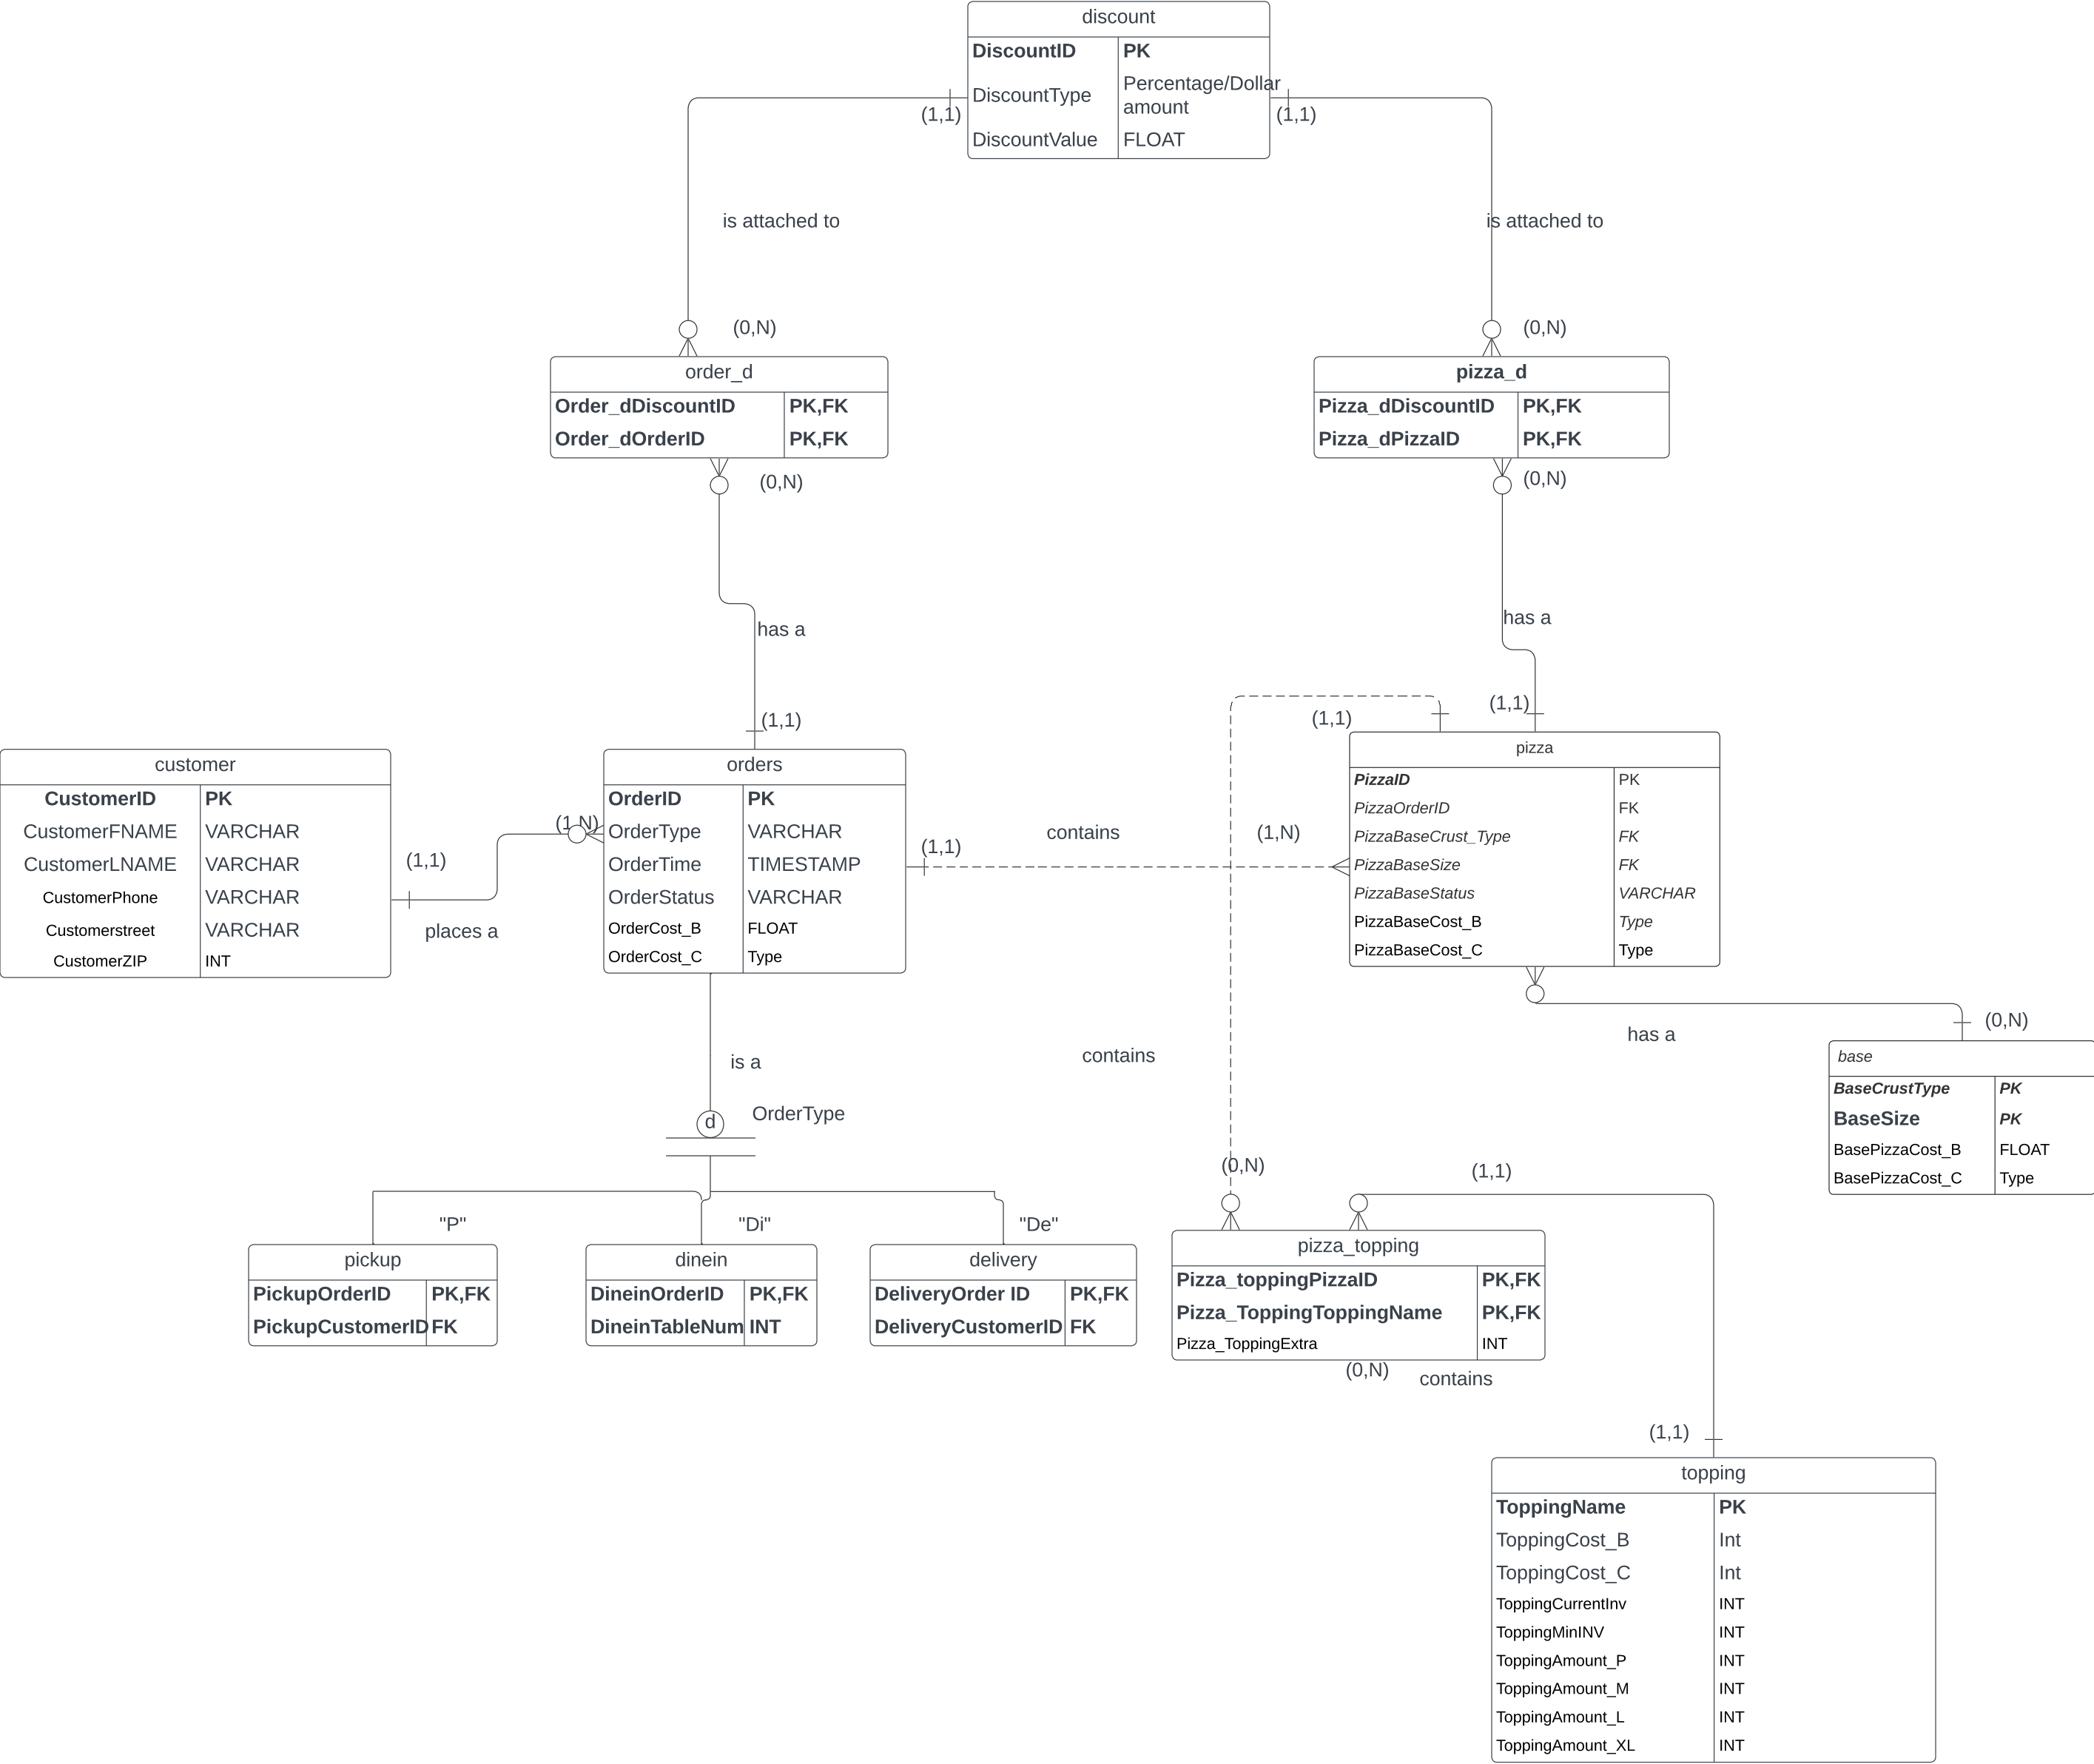 discount
DiscountID PK
DiscountType Percentage/Dollar
amount
DiscountValue FLOAT
(1,1)
(1,1)
is attached to
is attached to
(0,N)
(0,N)
order_d
Order_dDiscountID PK,FK
Order_dOrderID PK,FK
pizza_d
Pizza_dDiscountID PK,FK
Pizza_dPizzaID PK,FK
(0,N)
(0,N)
has a
has a
(1,1)
(1,1)
(1,1)
customer
CustomerID PK
CustomerFNAME VARCHAR
CustomerLNAME VARCHAR
CustomerPhone VARCHAR
Customerstreet VARCHAR
CustomerZIP INT
(1,1)
places a
(1,N)
orders
OrderID PK
OrderType VARCHAR
OrderTime TIMESTAMP
OrderStatus VARCHAR
OrderCost_B FLOAT
OrderCost_C Type
(1,1)
contains
(1,N)
pizza
PizzaID PK
PizzaOrderID FK
PizzaBaseCrust_Type FK
PizzaBaseSize FK
PizzaBaseStatus VARCHAR
PizzaBaseCost_B Type
PizzaBaseCost_C Type
has a
(0,N)
base
BaseCrustType PK
BaseSize PK
BasePizzaCost_B FLOAT
BasePizzaCost_C Type
is a
contains
d
OrderType
(0,N)
(1,1)
"P"
"Di"
"De"
pickup
PickupOrderID PK,FK
PickupCustomerID FK
dinein
DineinOrderID PK,FK
DineinTableNum INT
delivery
DeliveryOrder ID PK,FK
DeliveryCustomerID FK
pizza_topping
Pizza_toppingPizzaID PK,FK
Pizza_ToppingToppingName PK,FK
Pizza_ToppingExtra INT
(0,N)
contains
(1,1)
topping
ToppingName PK
ToppingCost_B Int
ToppingCost_C Int
ToppingCurrentInv INT
ToppingMinINV INT
ToppingAmount_P INT
ToppingAmount_M INT
ToppingAmount_L INT
ToppingAmount_XL INT